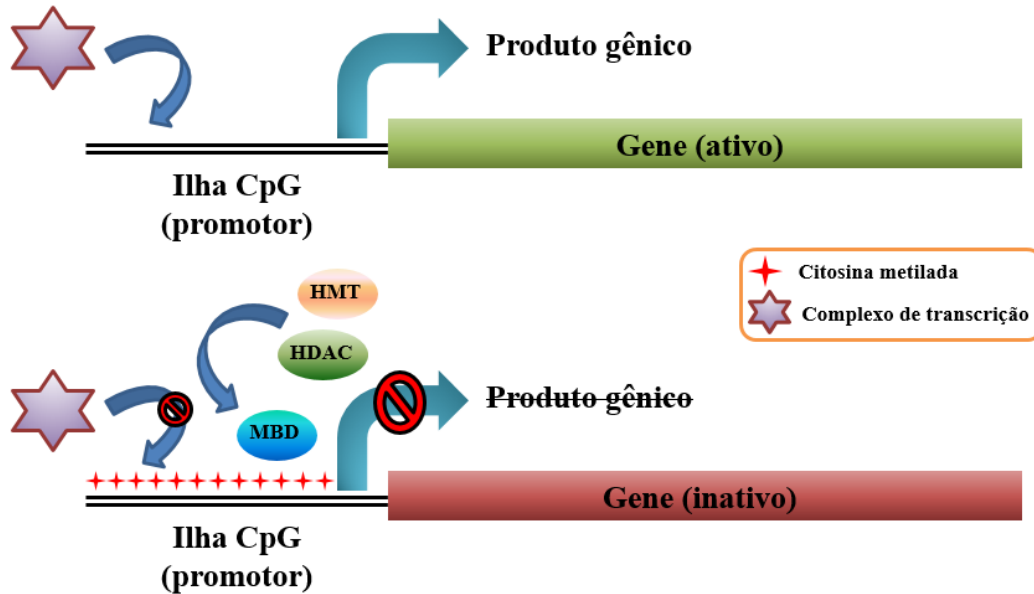 Produto gênico
Gene (ativo)
Ilha CpG
(promotor)
Citosina metilada
Complexo de transcrição
HMT
HDAC
MBD
Produto gênico
Gene (inativo)
Ilha CpG
(promotor)